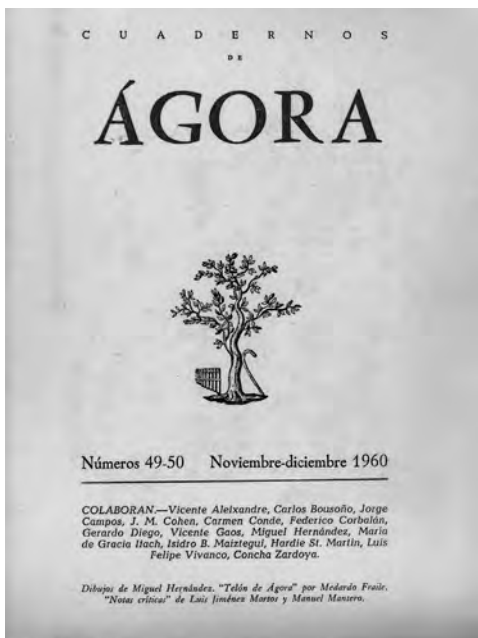 CUADERNOS
DE
ÁGORA
Números 49-50 Noviembre-diciembre 1960
COLABORAN.—Vicente Aleixandre, Carlos Bousoño, Jorge
Campos, J. M. Cohen, Carmen Conde, Federico Corbalán,
Gerardo Diego, Vicente Gaos, Miguel Hernández, María
de Gracia Ifach, Isidro B. Maiztegui, Hardie St. Martin, Luis
Felipe Vivanco, Concha Zardoya.
Dibujos de Miguel Hernández. "Telón de Ágora" por Medardo Fraile.
"Notas críticas" de Luis Jiménez Martos y Manuel Mantero.